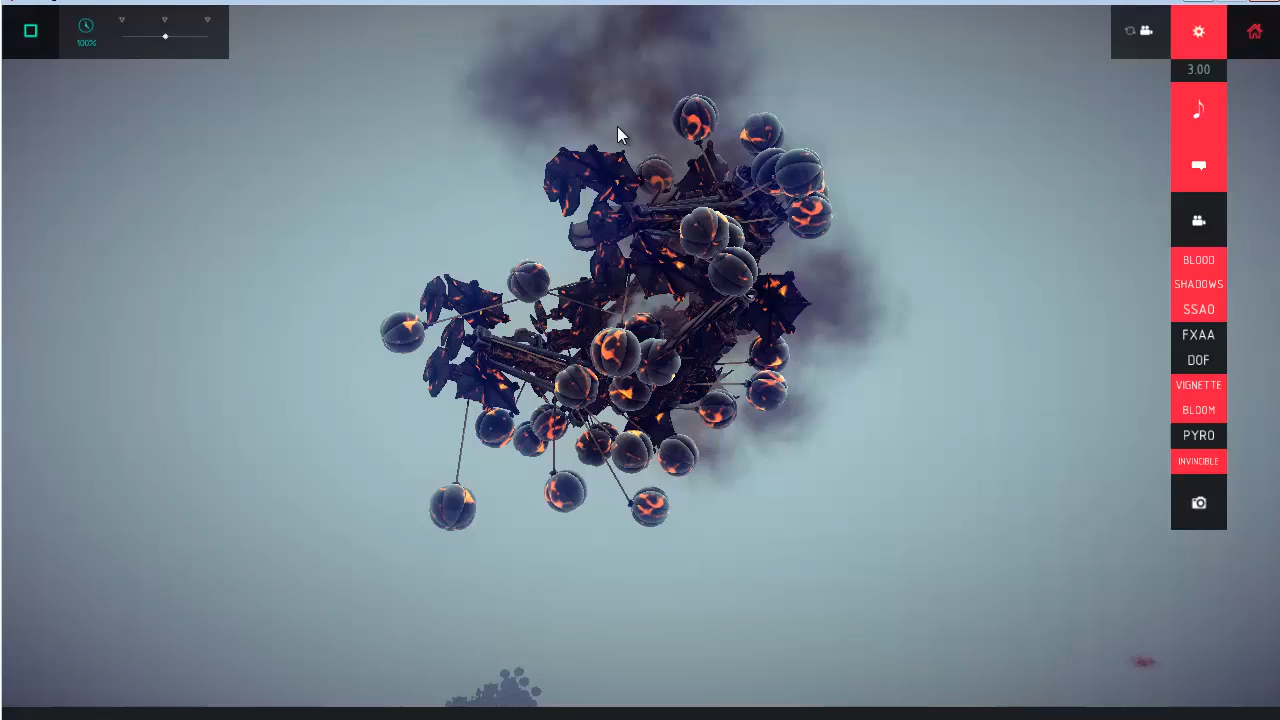 100%
3.00
BLOOD
SHADOWS
SSAO
FXAA
DOF
VIGNETTE
BLOOM
PYRO
INVINCIBLE